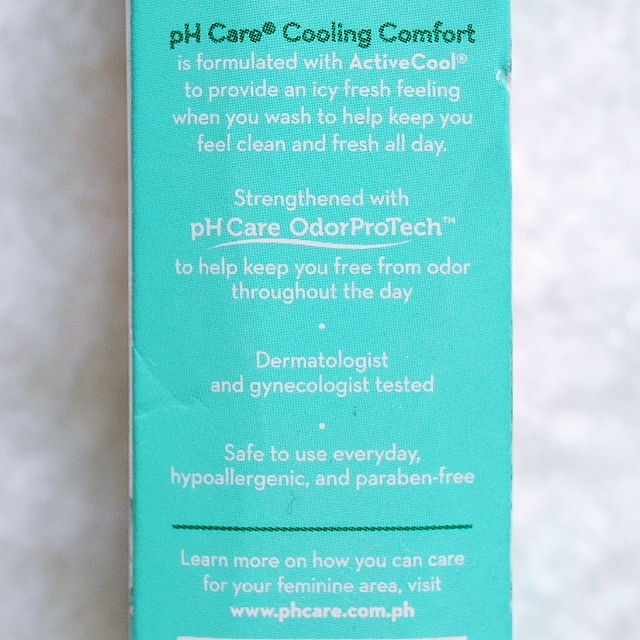 pH Care® Cooling Comfort
is formulated with ActiveCool®
to provide an icy fresh feeling
when you wash to help keep you
feel clean and fresh all day.
Strengthened with
pH Care OdorProTech™
to help keep you free from odor
throughout the day
•
Dermatologist
and gynecologist tested
•
Safe to use everyday,
hypoallergenic, and paraben-free
Learn more on how you can care
for your feminine area, visit
www.phcare.com.ph